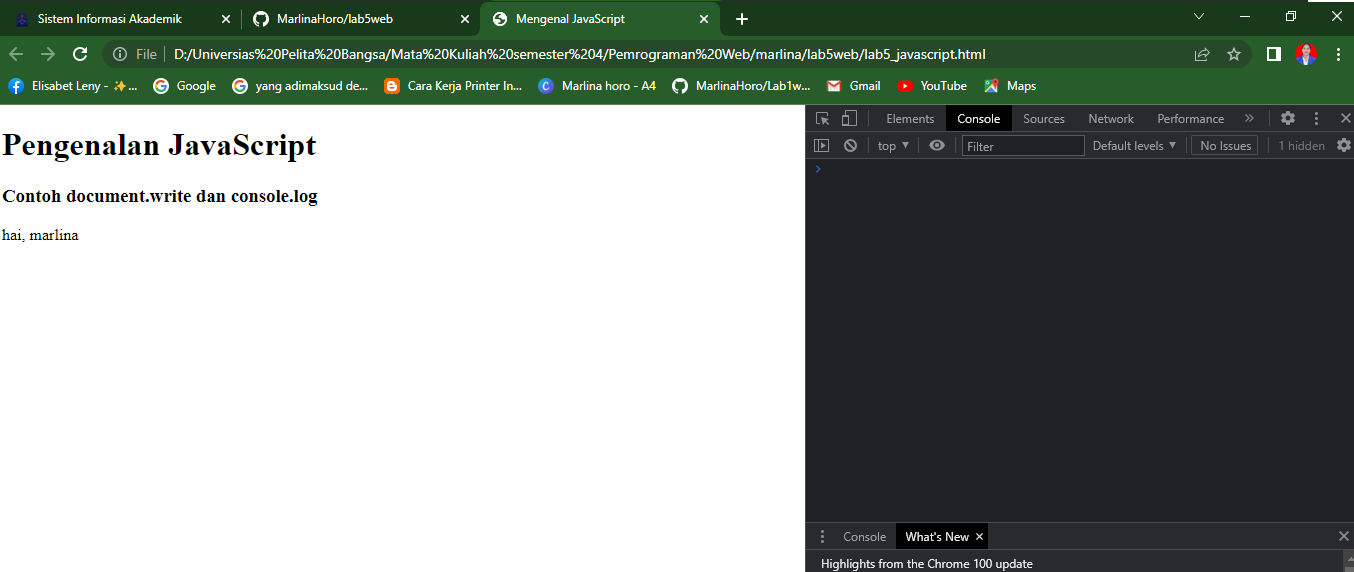 Sistem Informasi Akademik
MarlinaHoro/lab5web
Mengenal JavaScript
File
D:/Universias%20Pelita%20Bangsa/Mata%20Kuliah%20semester%204/Pemrograman%20Web/marlina/lab5web/lab5_javascript.html
Elisabet Leny - ✨...
Google
yang adimaksud de...
Cara Kerja Printer In...
Marlina horo - A4
MarlinaHoro/Lab1w...
Gmail
YouTube
Maps
Pengenalan JavaScript
Contoh document.write dan console.log
hai, marlina
Elements Console Sources Network Performance »
top ▼ Filter Default levels ▼ No Issues 1 hidden
>
Console What's New ×
Highlights from the Chrome 100 update